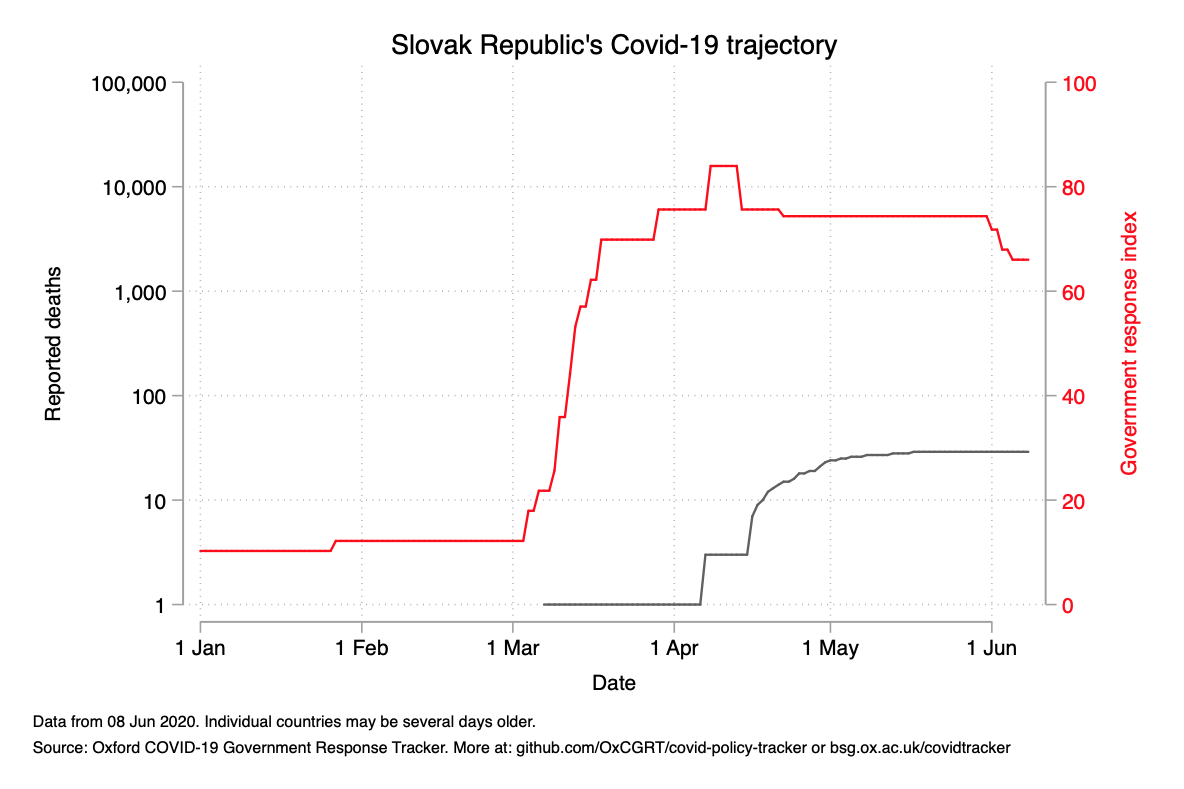 Slovak Republic's Covid-19 trajectory
100,000
10,000
1,000
100
10
1
Reported deaths
100
80
60
40
20
0
Government response index
1 Jan
1 Feb
1 Mar
1 Apr
1 May
1 Jun
Date
Data from 08 Jun 2020. Individual countries may be several days older.
Source: Oxford COVID-19 Government Response Tracker. More at: github.com/OxCGRT/covid-policy-tracker or bsg.ox.ac.uk/covidtracker